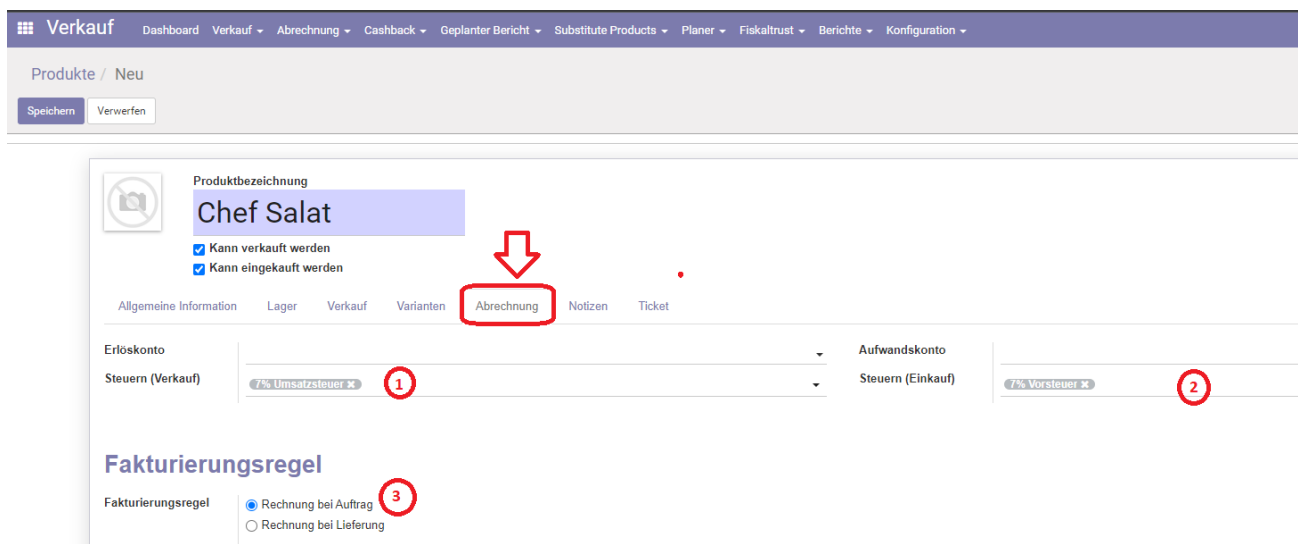 Verkauf Dashboard Verkauf Abrechnung Cashback Geplanter Bericht Substitute Products Planer Fiskaltrust Berichte Konfiguration
Produkte / Neu
Speichern Verwerfen
Produktbezeichnung
Chef Salat
Kann verkauft werden
Kann eingekauft werden
Allgemeine Information Lager Verkauf Varianten Abrechnung Notizen Ticket
Erlöskonto Aufwandskonto
Steuern (Verkauf) 7% Umsatzsteuer x 1 Steuern (Einkauf) 7% Vorsteuer x 2
Fakturierungsregel
Fakturierungsregel Rechnung bei Auftrag 3
Rechnung bei Lieferung